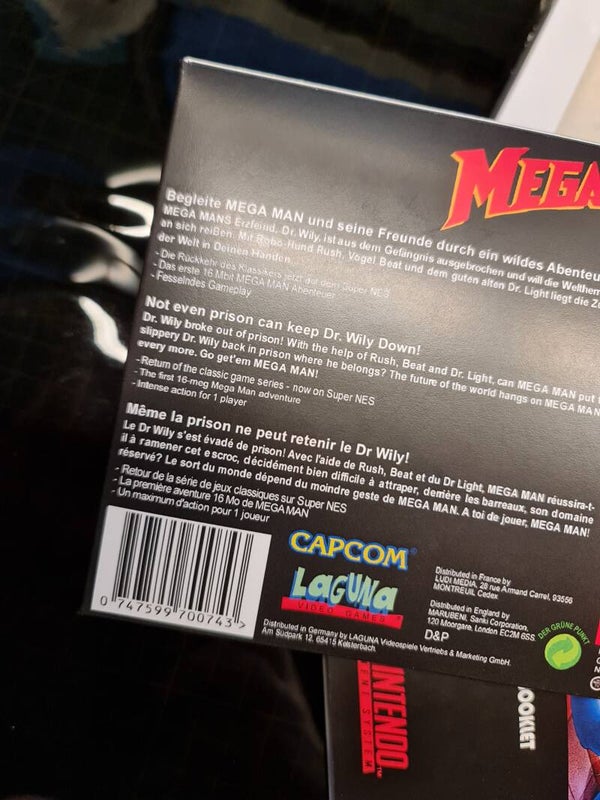 MEGA
Begleite MEGA MAN und seine Freunde durch ein wildes Abenteu
MEGA MANS Erzfeind, Dr. Wily, ist aus dem Gefängnis ausgebrochen und will die Weltherr
an sich reißen. Mit Robo-Hund Rush, Vogel Beat und dem guten alten Dr. Light liegt die Zu
der Welt in Deinen Händen.
- Die Rückkehr des Klassikers jetzt auf dem Super NES
- Das erste 16 Mbit MEGA MAN Abenteuer
- Fesselndes Gameplay
Not even prison can keep Dr. Wily Down!
Dr. Wily broke out of prison! With the help of Rush, Beat and Dr. Light, can MEGA MAN put t
slippery Dr. Wily back in prison where he belongs? The future of the world hangs on MEGA MAN
every more. Go get'em MEGA MAN!
- Return of the classic game series - now on Super NES
- The first 16-meg Mega Man adventure
- Intense action for 1 player
Même la prison ne peut retenir le Dr Wily!
Le Dr Wily s'est évadé de prison! Avec l'aide de Rush, Beat et du Dr Light, MEGA MAN réussira-t-
il à ramener cet escroc, décidément bien difficile à attraper, derrière les barreaux, son domaine
réservé? Le sort du monde dépend du moindre geste de MEGA MAN. A toi de jouer, MEGA MAN!
- Retour de la série de jeux classiques sur Super NES
- La première aventure 16 Mo de MEGA MAN
- Un maximum d'action pour 1 joueur
0 747599 700743 >
CAPCOM
LAGUNA
VIDEO GAMES
Distributed in Germany by LAGUNA Videospiele Vertriebs & Marketing GmbH.
Am Südpark 12, 65415 Kelsterbach
Distributed in France by
LUDI MEDIA, 28 rue Armand Carrel, 93556
MONTREUIL Cedex
Distributed in England by
MARUBENI, Sanki Corporation,
120 Moorgate, London EC2M 6SS
D&P
DER GRÜNE PUNKT
NINTENDO
ENT SYSTEM
OOKLET